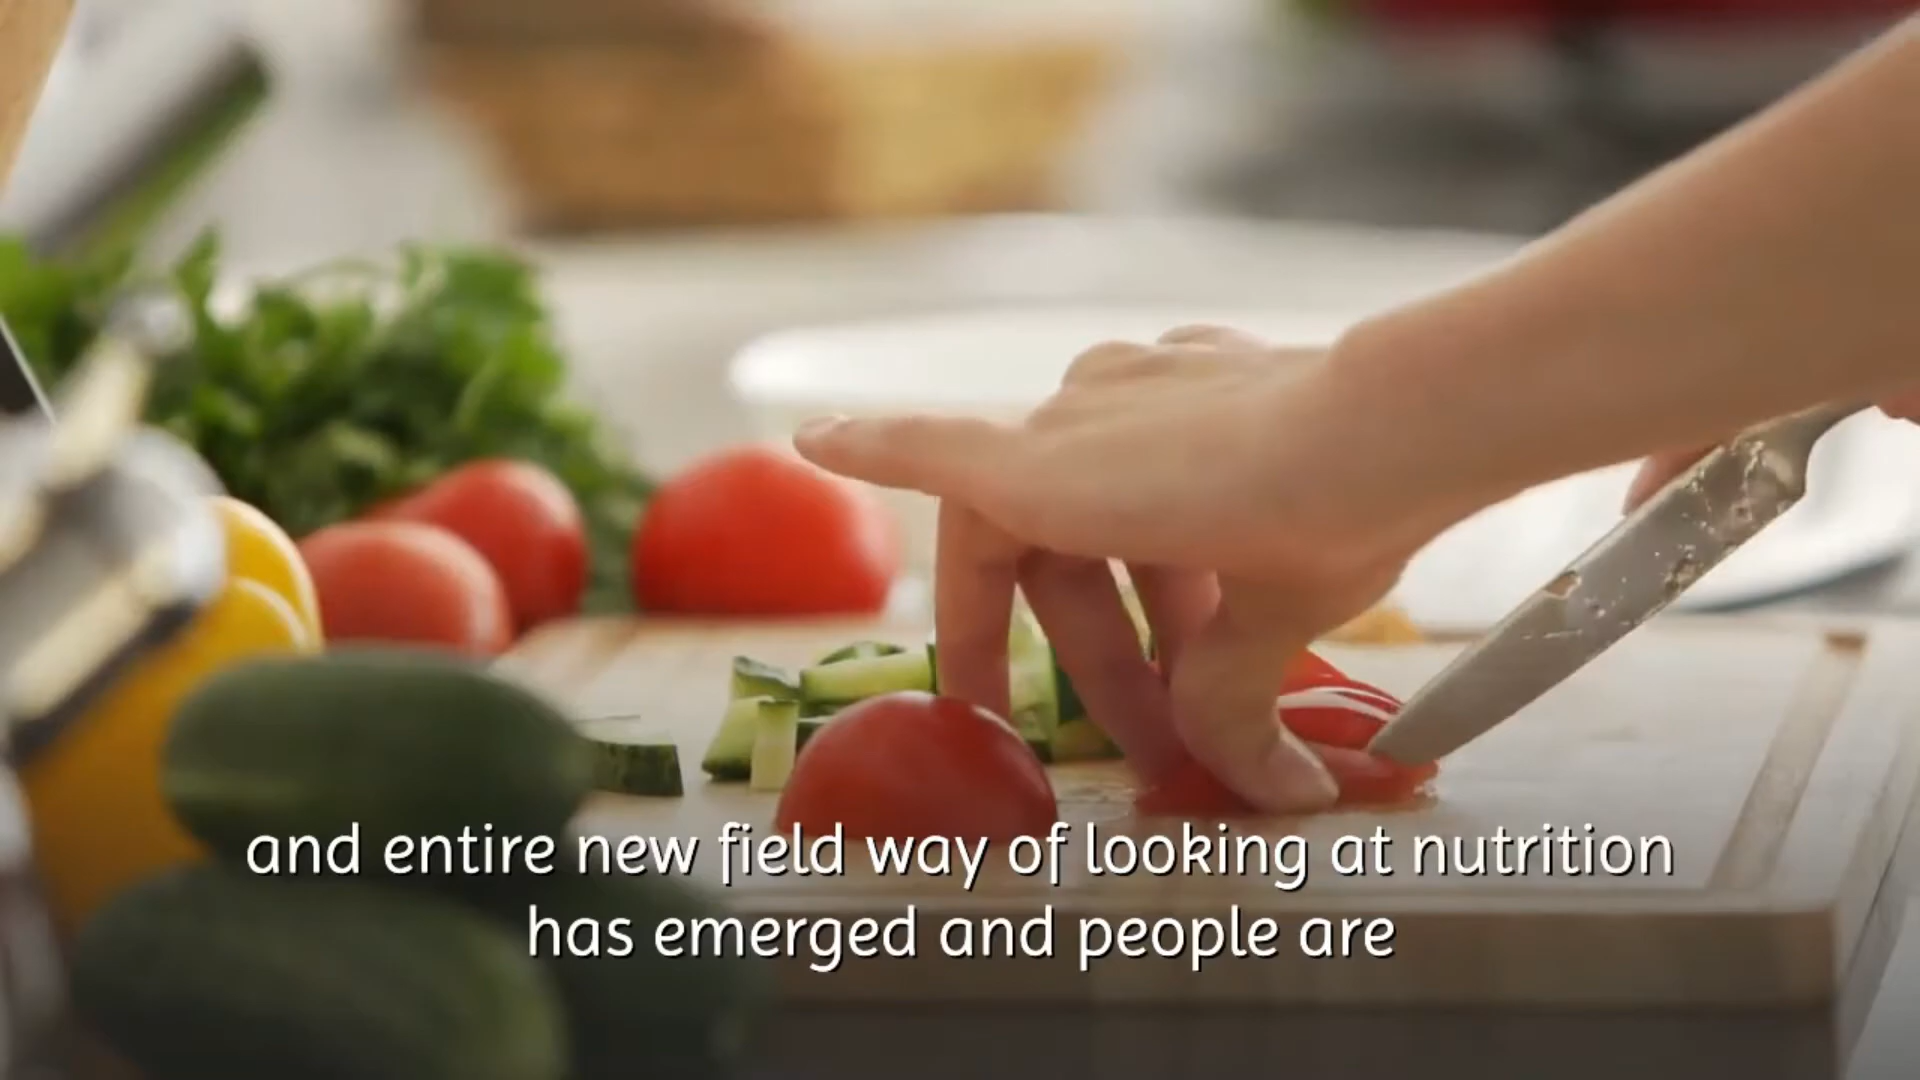 and entire new field way of looking at nutrition
has emerged and people are